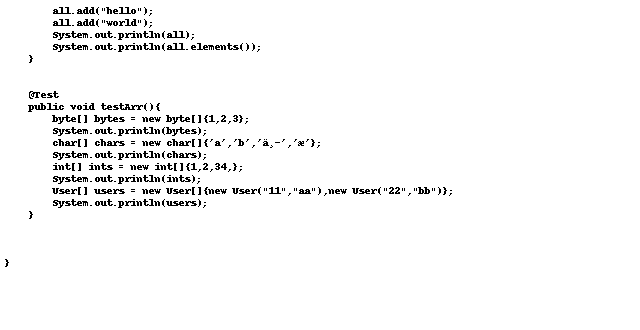 all.add("hello");
all.add("world");
System.out.println(all);
System.out.println(all.elements());
}
@Test
public void testArr(){
byte[] bytes = new byte[]{1,2,3};
System.out.println(bytes);
char[] chars = new char[]{'a','b','ä¸-','æ'};
System.out.println(chars);
int[] ints = new int[]{1,2,34,};
System.out.println(ints);
User[] users = new User[]{new User("11","aa"),new User("22","bb")};
System.out.println(users);
}
}